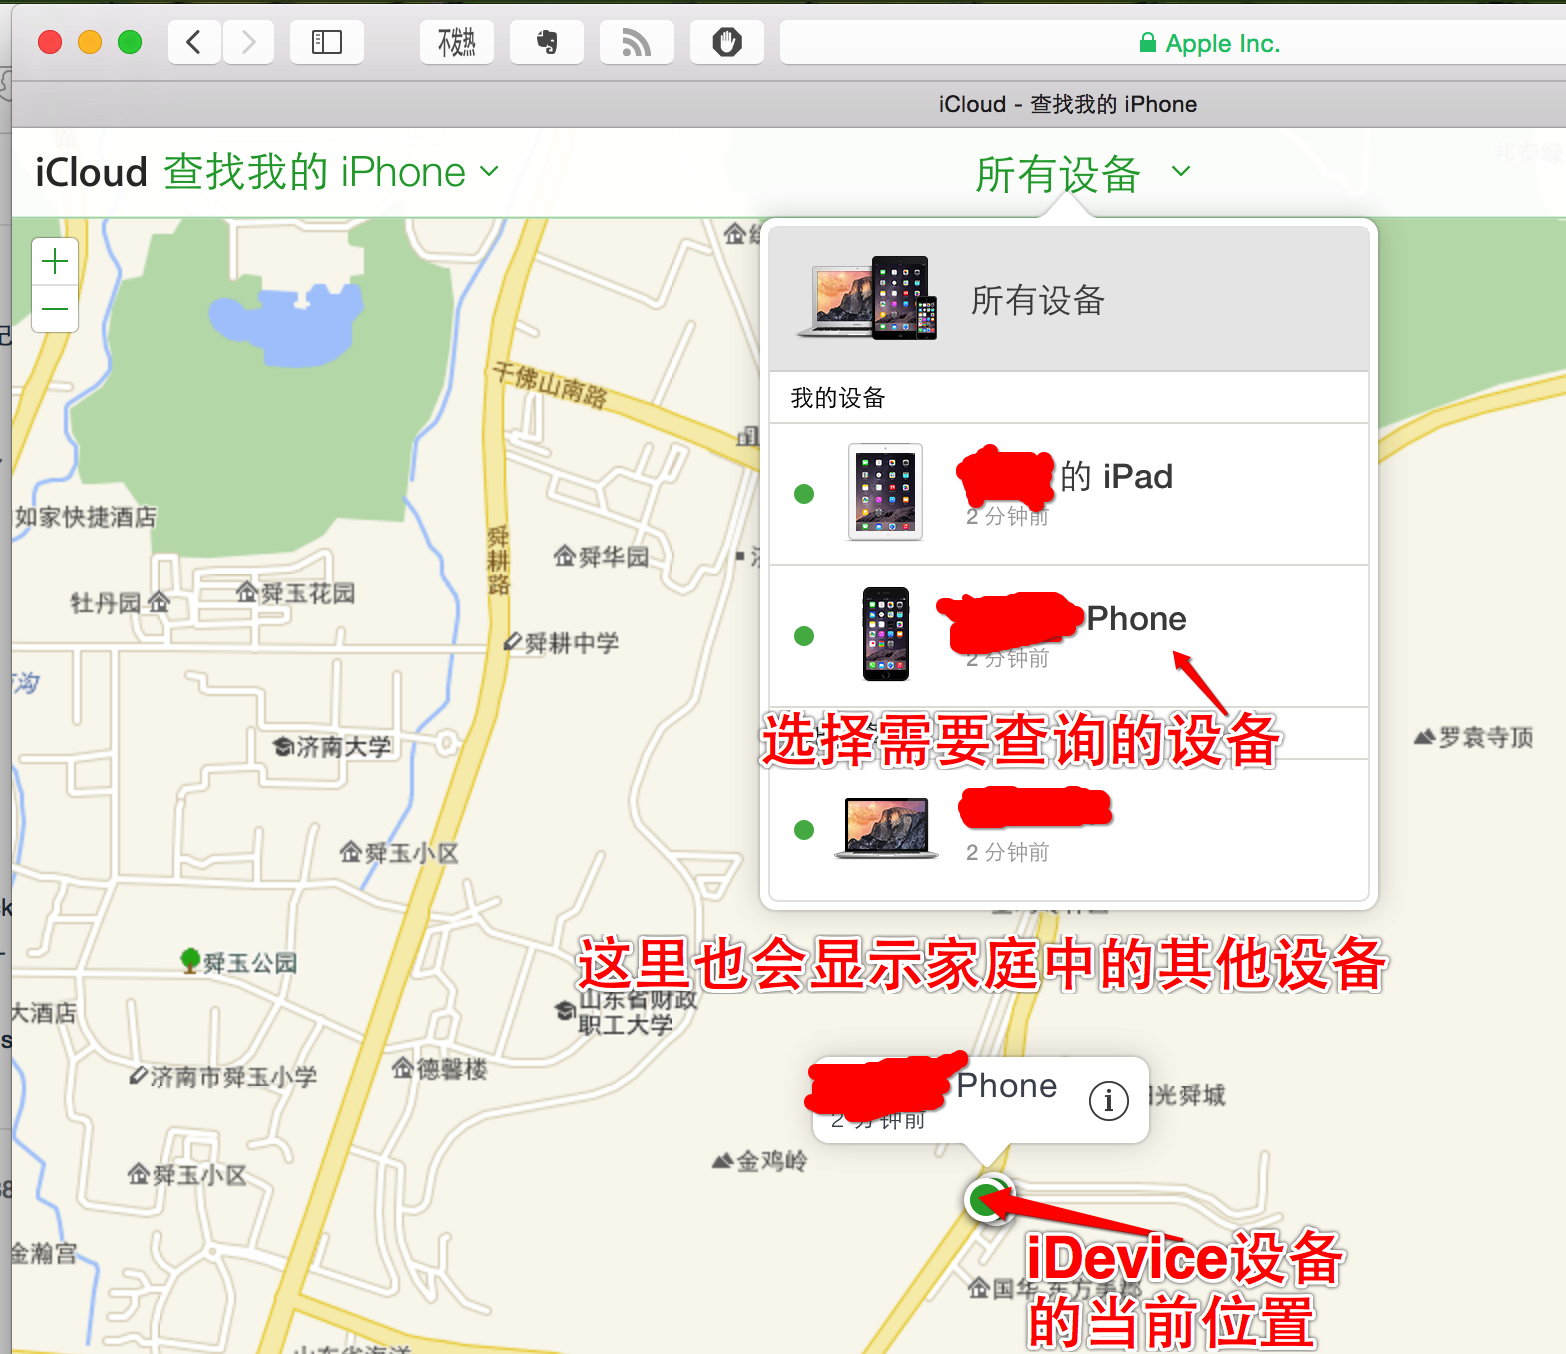 不发热
Apple Inc.
iCloud - 查找我的 iPhone
iCloud 查找我的 iPhone
所有设备
所有设备
我的设备
的 iPad
2 分钟前
Phone
2 分钟前
选择需要查询的设备
2 分钟前
这里也会显示家庭中的其他设备
Phone
2 分钟前
iDevice设备
的当前位置
千佛山南路
如家快捷酒店
舜耕路
舜华园
牡丹园
舜玉花园
舜耕中学
沟
济南大学
罗袁寺顶
舜玉小区
舜玉公园
大酒店
山东省财政
职工大学
济南市舜玉小学
德馨楼
阳光舜城
舜玉小区
金鸡岭
金瀚宫
国华·东方美郡